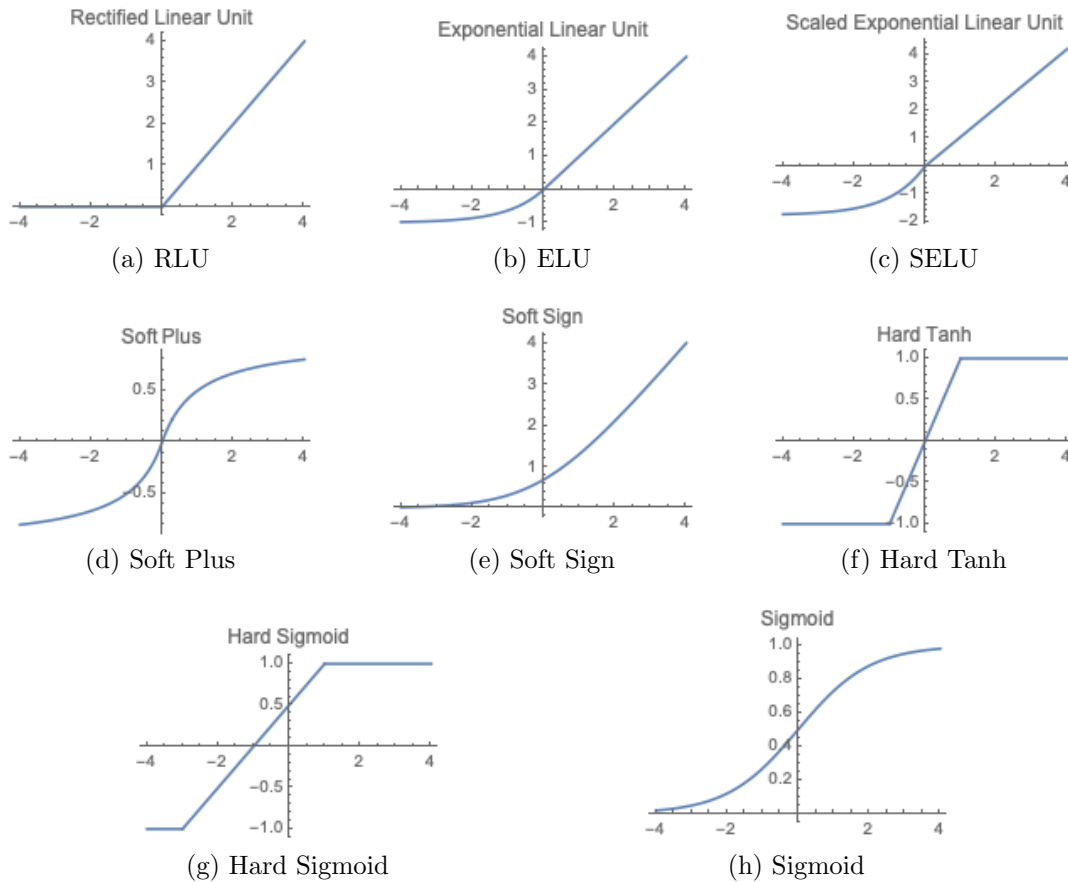 Rectified Linear Unit
4
3
2
1
−4 −2 2 4
(a) RLU
Exponential Linear Unit
4
3
2
1
−4 −2 2 4
−1
(b) ELU
Scaled Exponential Linear Unit
4
3
2
1
−4 −2 2 4
−1
−2
(c) SELU
Soft Plus
0.5
−4 −2 2 4
−0.5
(d) Soft Plus
Soft Sign
4
3
2
1
−4 −2 0 2 4
(e) Soft Sign
Hard Tanh
1.0
0.5
−4 −2 2 4
−0.5
−1.0
(f) Hard Tanh
Hard Sigmoid
1.0
0.5
−4 −2 2 4
−0.5
−1.0
(g) Hard Sigmoid
Sigmoid
1.0
0.8
0.6
0.4
0.2
−4 −2 2 4
(h) Sigmoid